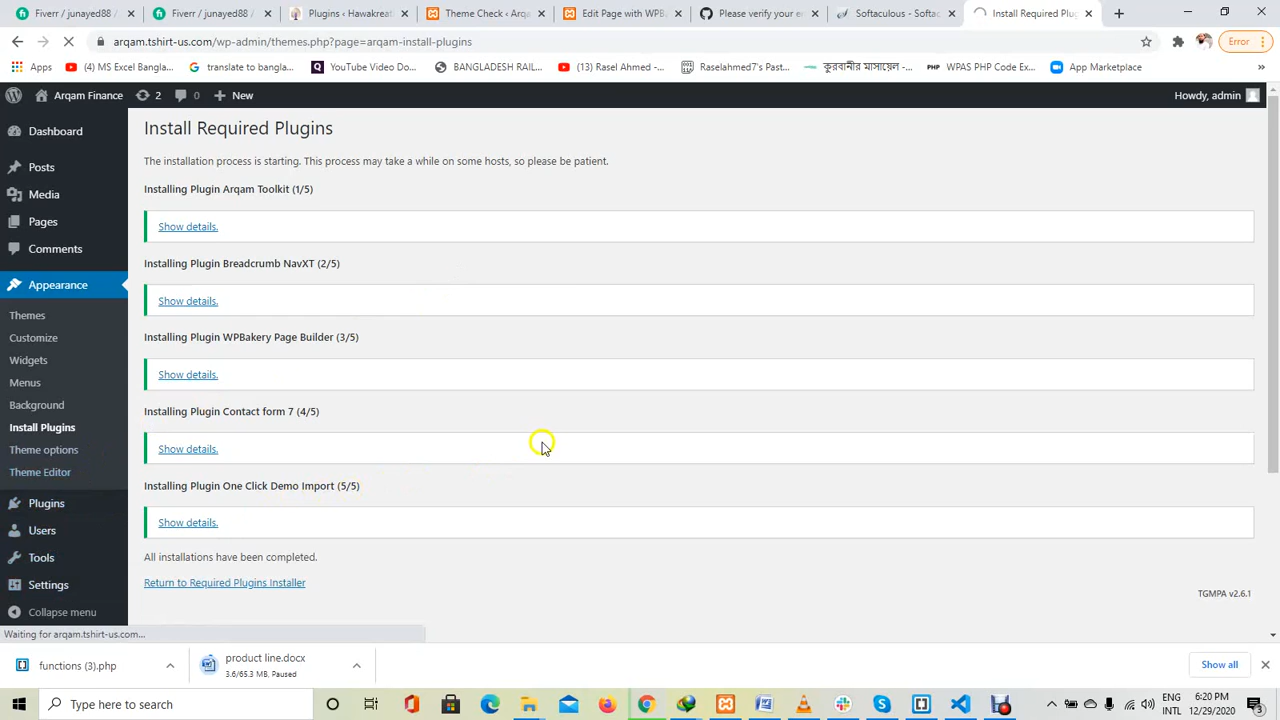 Fiverr / junayed88 /
Fiverr / junayed88 /
Plugins ‹ Hawakreat
Theme Check ‹ Arqa
Edit Page with WPB
Please verify your e
Softaculous - Softac
Install Required Plug
arqam.tshirt-us.com/wp-admin/themes.php?page=arqam-install-plugins
Error
Apps
(4) MS Excel Bangla...
translate to bangla...
YouTube Video Do...
BANGLADESH RAIL...
(13) Rasel Ahmed -...
Raselahmed7's Past...
কুরবানীর মাসায়েল -...
WPAS PHP Code Ex...
App Marketplace
Arqam Finance
2
0
New
Howdy, admin
Dashboard
Posts
Media
Pages
Comments
Appearance
Themes
Customize
Widgets
Menus
Background
Install Plugins
Theme options
Theme Editor
Plugins
Users
Tools
Settings
Collapse menu
Install Required Plugins
The installation process is starting. This process may take a while on some hosts, so please be patient.
Installing Plugin Arqam Toolkit (1/5)
Show details.
Installing Plugin Breadcrumb NavXT (2/5)
Show details.
Installing Plugin WPBakery Page Builder (3/5)
Show details.
Installing Plugin Contact form 7 (4/5)
Show details.
Installing Plugin One Click Demo Import (5/5)
Show details.
All installations have been completed.
Return to Required Plugins Installer
TGMPA v2.6.1
Waiting for arqam.tshirt-us.com...
functions (3).php
product line.docx
3.6/65.3 MB, Paused
Show all
Type here to search
ENG
INTL
6:20 PM
12/29/2020
3